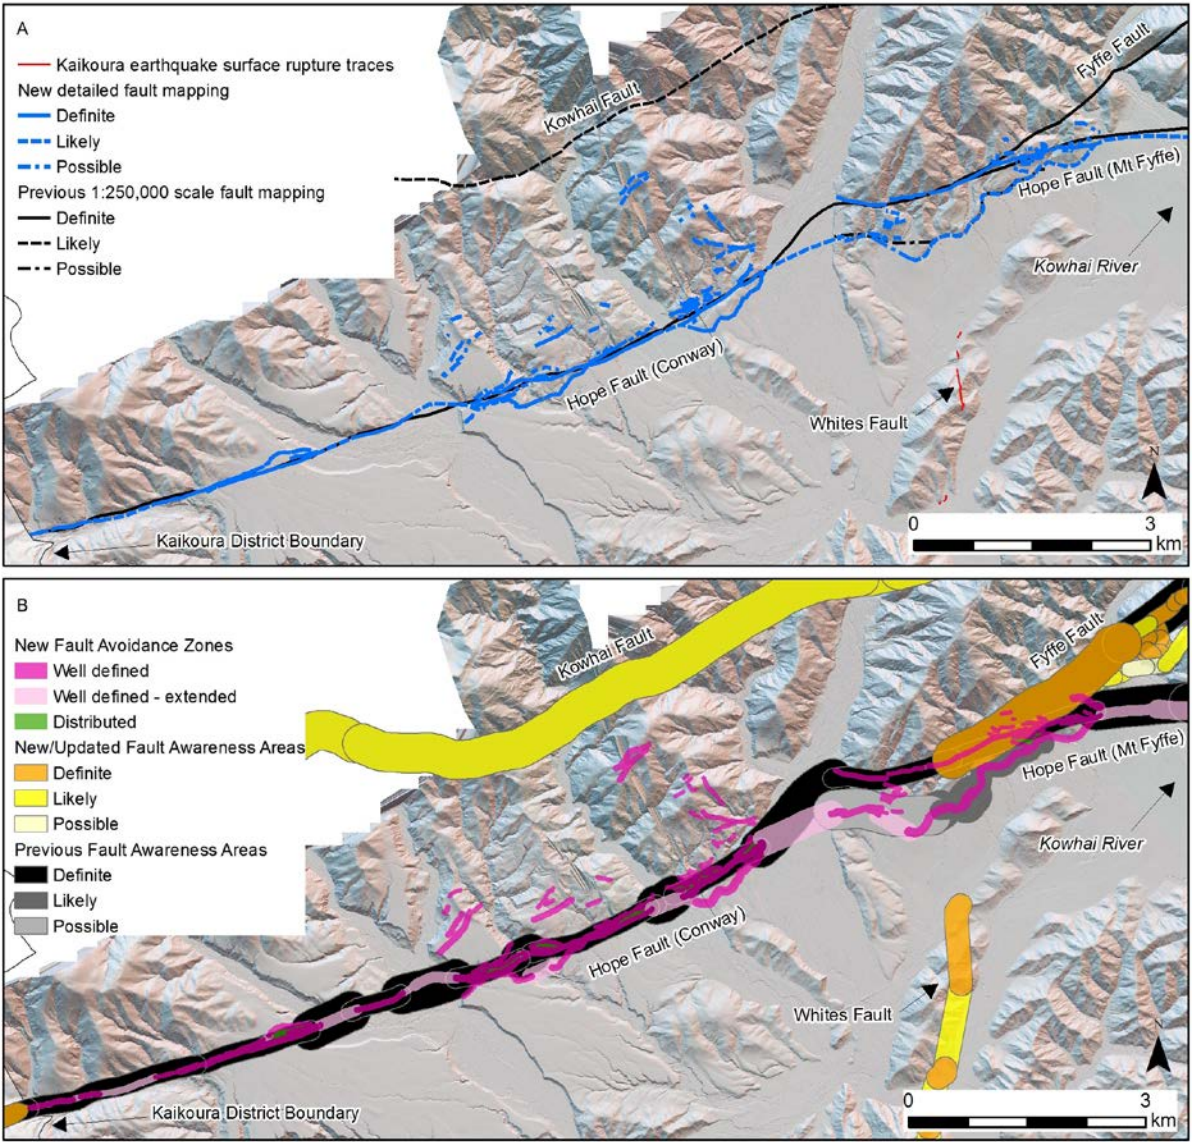 A
Kaikoura earthquake surface rupture traces
New detailed fault mapping
Definite
Likely
Possible
Previous 1:250,000 scale fault mapping
Definite
Likely
Possible
Kowhai Fault
Fyffe Fault
Hope Fault (Mt Fyffe)
Kowhai River
Hope Fault (Conway)
Whites Fault
Kaikoura District Boundary
N
0 3
km
B
New Fault Avoidance Zones
Well defined
Well defined - extended
Distributed
New/Updated Fault Awareness Areas
Definite
Likely
Possible
Previous Fault Awareness Areas
Definite
Likely
Possible
Kowhai Fault
Fyffe Fault
Hope Fault (Mt Fyffe)
Kowhai River
Hope Fault (Conway)
Whites Fault
Kaikoura District Boundary
N
0 3
km